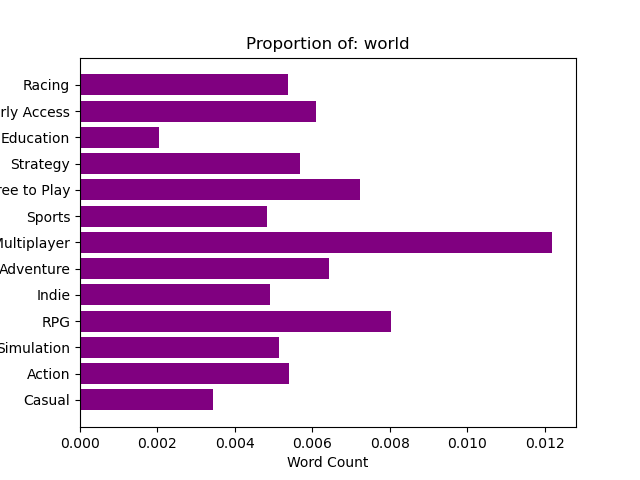 Proportion of: world
Racing
rly Access
Education
Strategy
ree to Play
Sports
Multiplayer
Adventure
Indie
RPG
Simulation
Action
Casual
0.000 0.002 0.004 0.006 0.008 0.010 0.012
Word Count